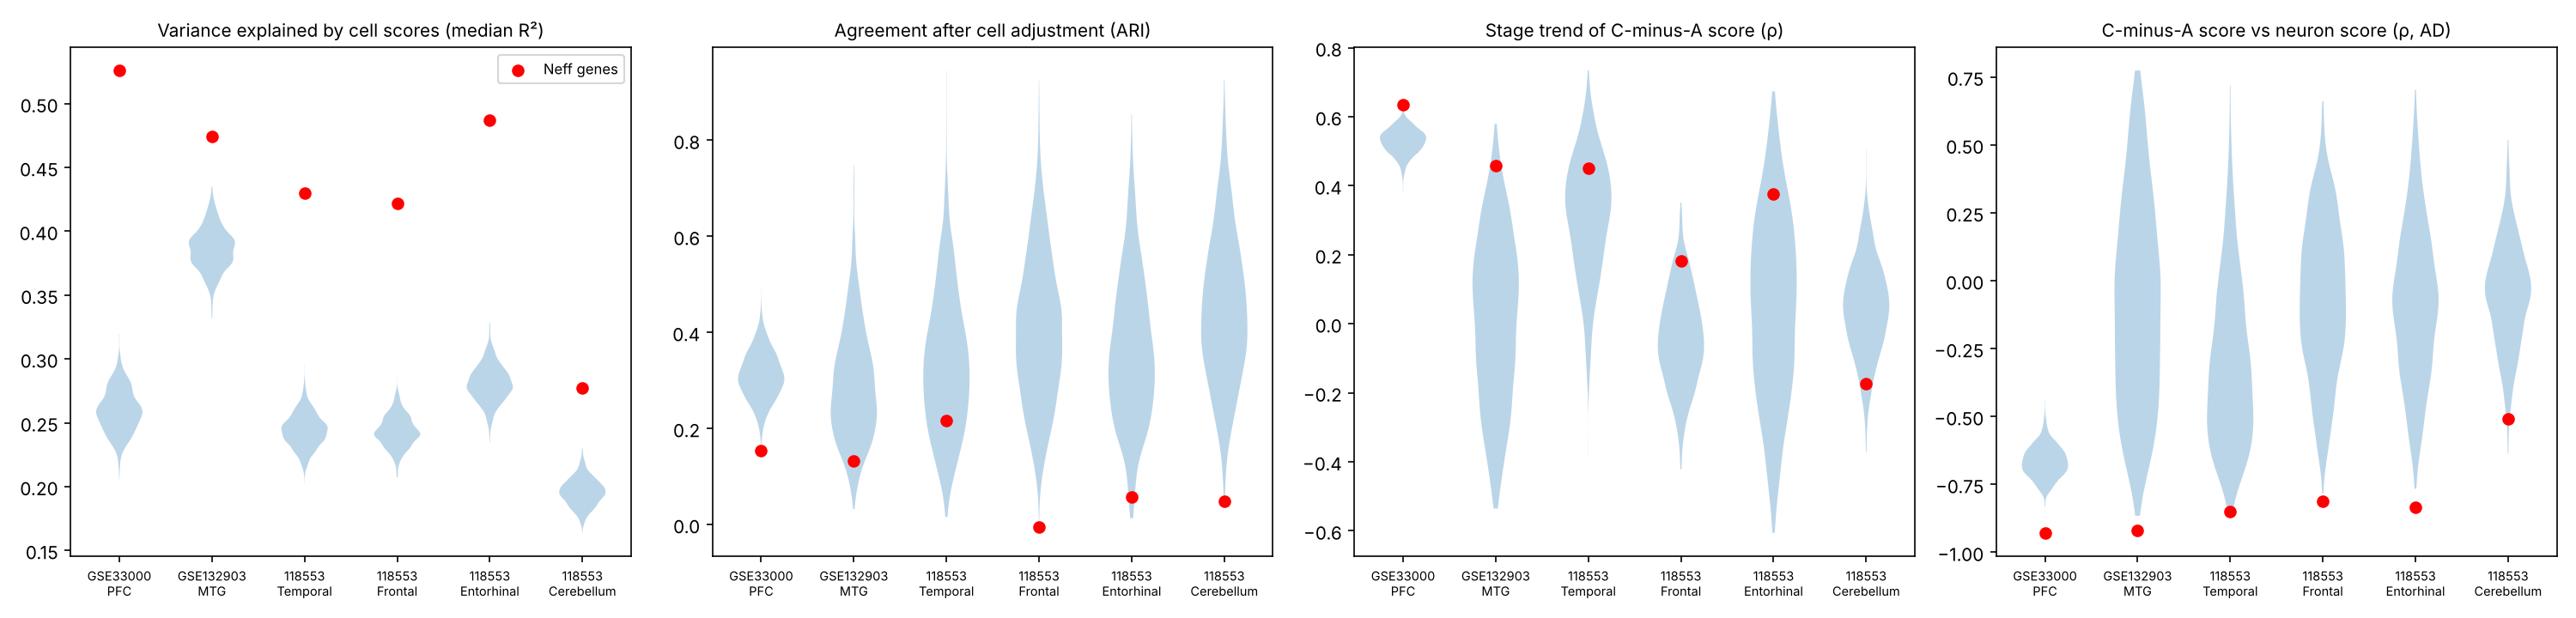 Variance explained by cell scores (median R²)
Neff genes
0.50
0.45
0.40
0.35
0.30
0.25
0.20
0.15
GSE33000
PFC
GSE132903
MTG
118553
Temporal
118553
Frontal
118553
Entorhinal
118553
Cerebellum
Agreement after cell adjustment (ARI)
0.8
0.6
0.4
0.2
0.0
GSE33000
PFC
GSE132903
MTG
118553
Temporal
118553
Frontal
118553
Entorhinal
118553
Cerebellum
Stage trend of C-minus-A score (ρ)
0.8
0.6
0.4
0.2
0.0
−0.2
−0.4
−0.6
GSE33000
PFC
GSE132903
MTG
118553
Temporal
118553
Frontal
118553
Entorhinal
118553
Cerebellum
C-minus-A score vs neuron score (ρ, AD)
0.75
0.50
0.25
0.00
−0.25
−0.50
−0.75
−1.00
GSE33000
PFC
GSE132903
MTG
118553
Temporal
118553
Frontal
118553
Entorhinal
118553
Cerebellum